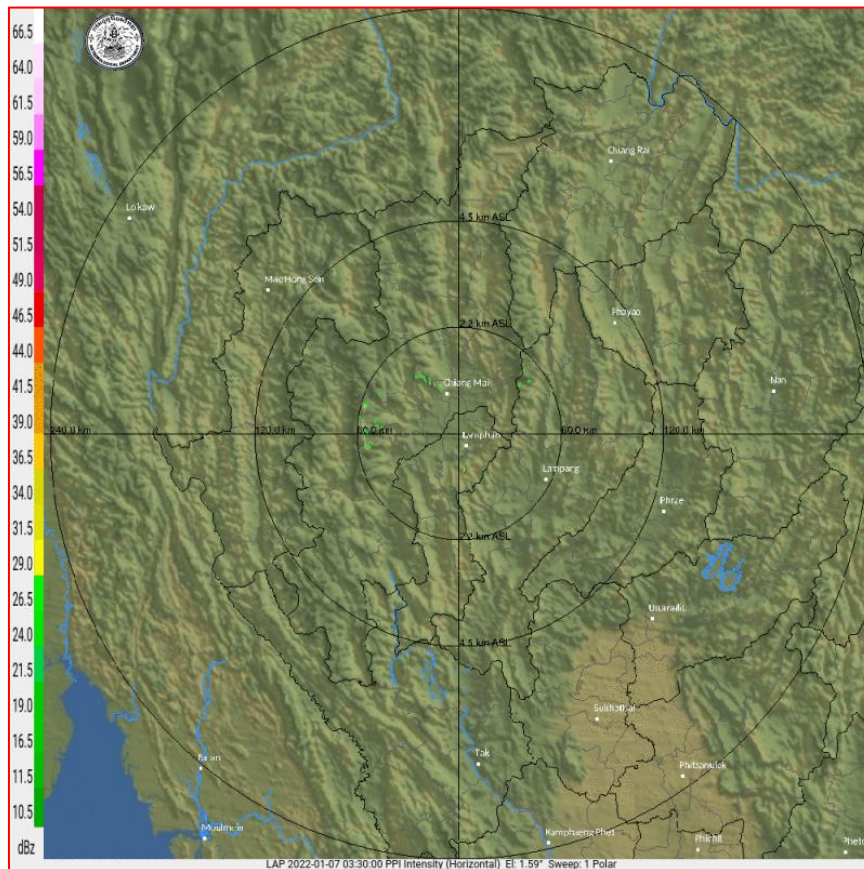 66.5
64.0
61.5
59.0
56.5
54.0
51.5
49.0
46.5
44.0
41.5
39.0
36.5
34.0
31.5
29.0
26.5
24.0
21.5
19.0
16.5
14.0
11.5
10.5
dBz
Chiang Rai
Loikaw
4.5 km ASL
Mae Hong Son
Phayao
2.2 km ASL
Chiang Mai
Nan
240.0 km
120.0 km
60.0 km
120.0 km
Lamphun
Lampang
Phrae
2.2 km ASL
Uttaradit
4.5 km ASL
Sukhothai
Tak
Pa'an
Phitsanulok
Moulmein
Kamphaeng Phet
Phichit
LAP 2022-01-07 03:30:00 PPI Intensity (Horizontal) El: 1.59° Sweep: 1 Polar